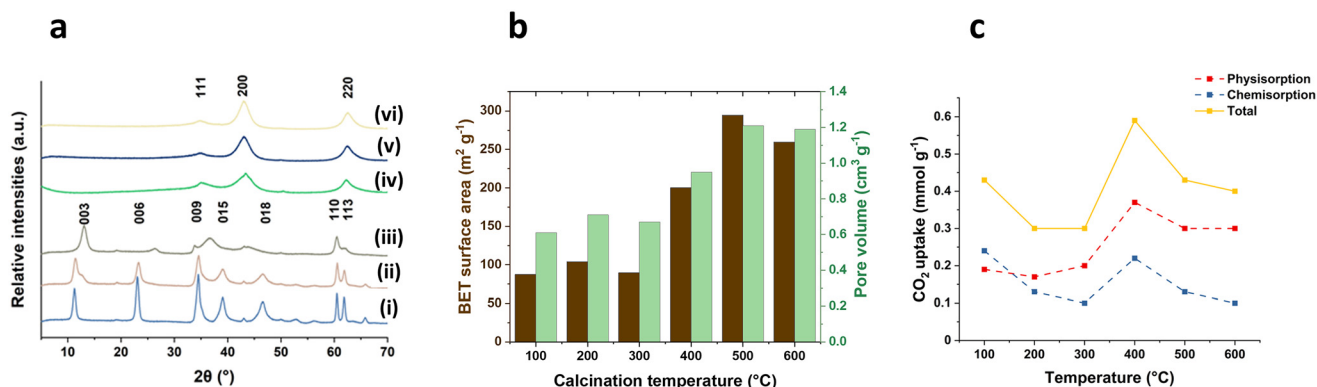 a
b
c
Relative intensities (a.u.)
111
200
220
(vi)
(v)
(iv)
003
006
009
015
018
110
113
(iii)
(ii)
(i)
10
20
30
40
50
60
70
2θ (°)
BET surface area (m² g⁻¹)
300
250
200
150
100
50
0
1.4
1.2
1.0
0.8
0.6
0.4
0.2
0.0
Pore volume (cm³ g⁻¹)
100 200 300 400 500 600
Calcination temperature (°C)
Physisorption
Chemisorption
Total
CO₂ uptake (mmol g⁻¹)
0.6
0.5
0.4
0.3
0.2
0.1
0.0
100 200 300 400 500 600
Temperature (°C)